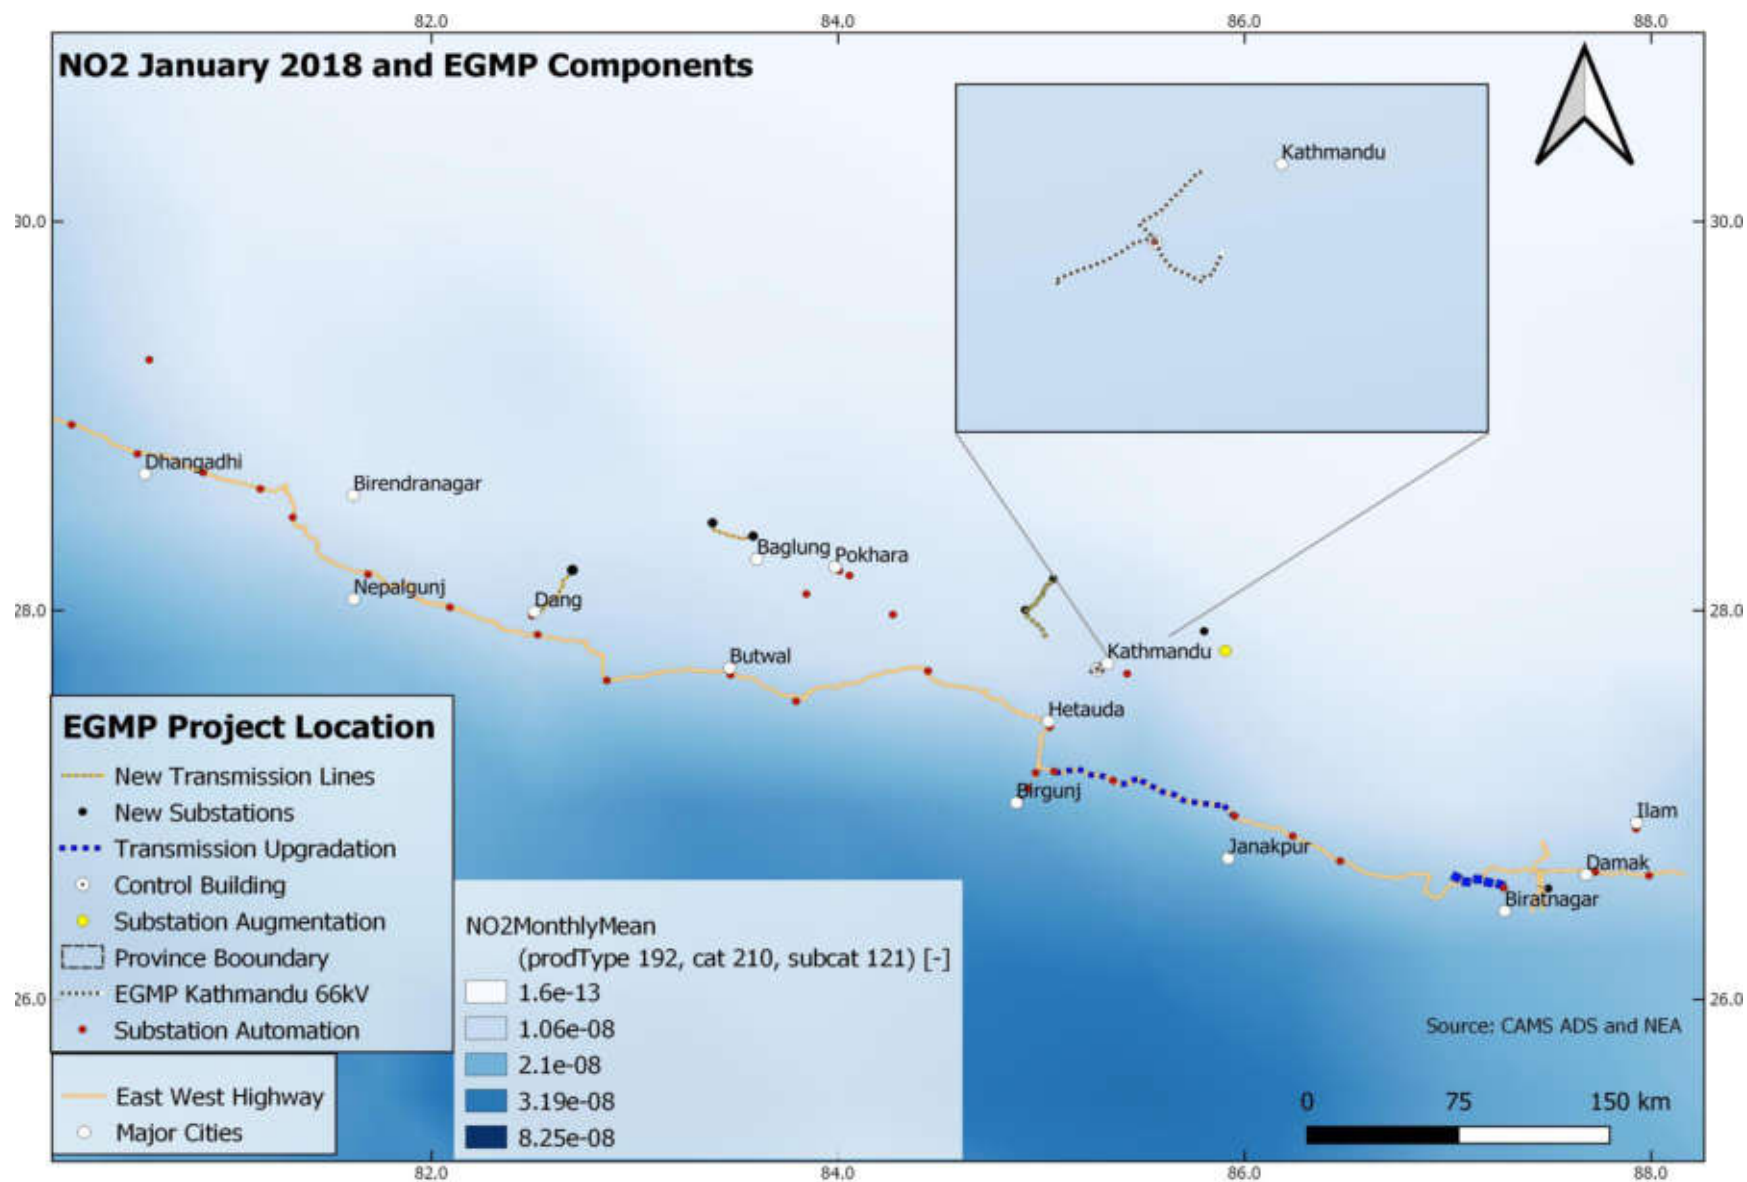 82.0
84.0
86.0
88.0
NO2 January 2018 and EGMP Components
Kathmandu
30.0
30.0
Dhangadhi
Birendranagar
Baglung
Pokhara
Nepalgunj
Dang
28.0
28.0
Butwal
Kathmandu
Hetauda
Birgunj
Janakpur
Ilam
Damak
Biratnagar
EGMP Project Location
New Transmission Lines
New Substations
Transmission Upgradation
Control Building
Substation Augmentation
Province Booundary
EGMP Kathmandu 66kV
Substation Automation
East West Highway
Major Cities
NO2MonthlyMean
(prodType 192, cat 210, subcat 121) [-]
1.6e-13
1.06e-08
2.1e-08
3.19e-08
8.25e-08
26.0
26.0
Source: CAMS ADS and NEA
0 75 150 km
82.0
84.0
86.0
88.0